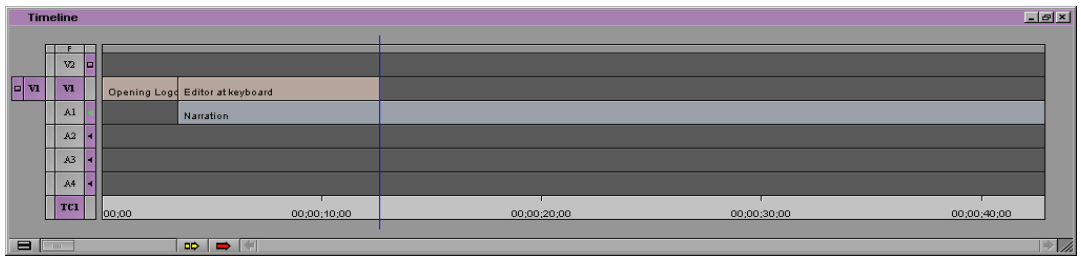 Timeline
F
V2
V1 V1 Opening Logo Editor at keyboard
A1 Narration
A2
A3
A4
TC1 00;00 00;00;10;00 00;00;20;00 00;00;30;00 00;00;40;00